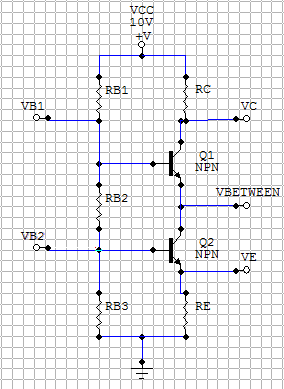 VCC
10V
+V
RB1
RC
VB1
VC
Q1
NPN
VBETWEEN
RB2
VB2
Q2
NPN
VE
RB3
RE